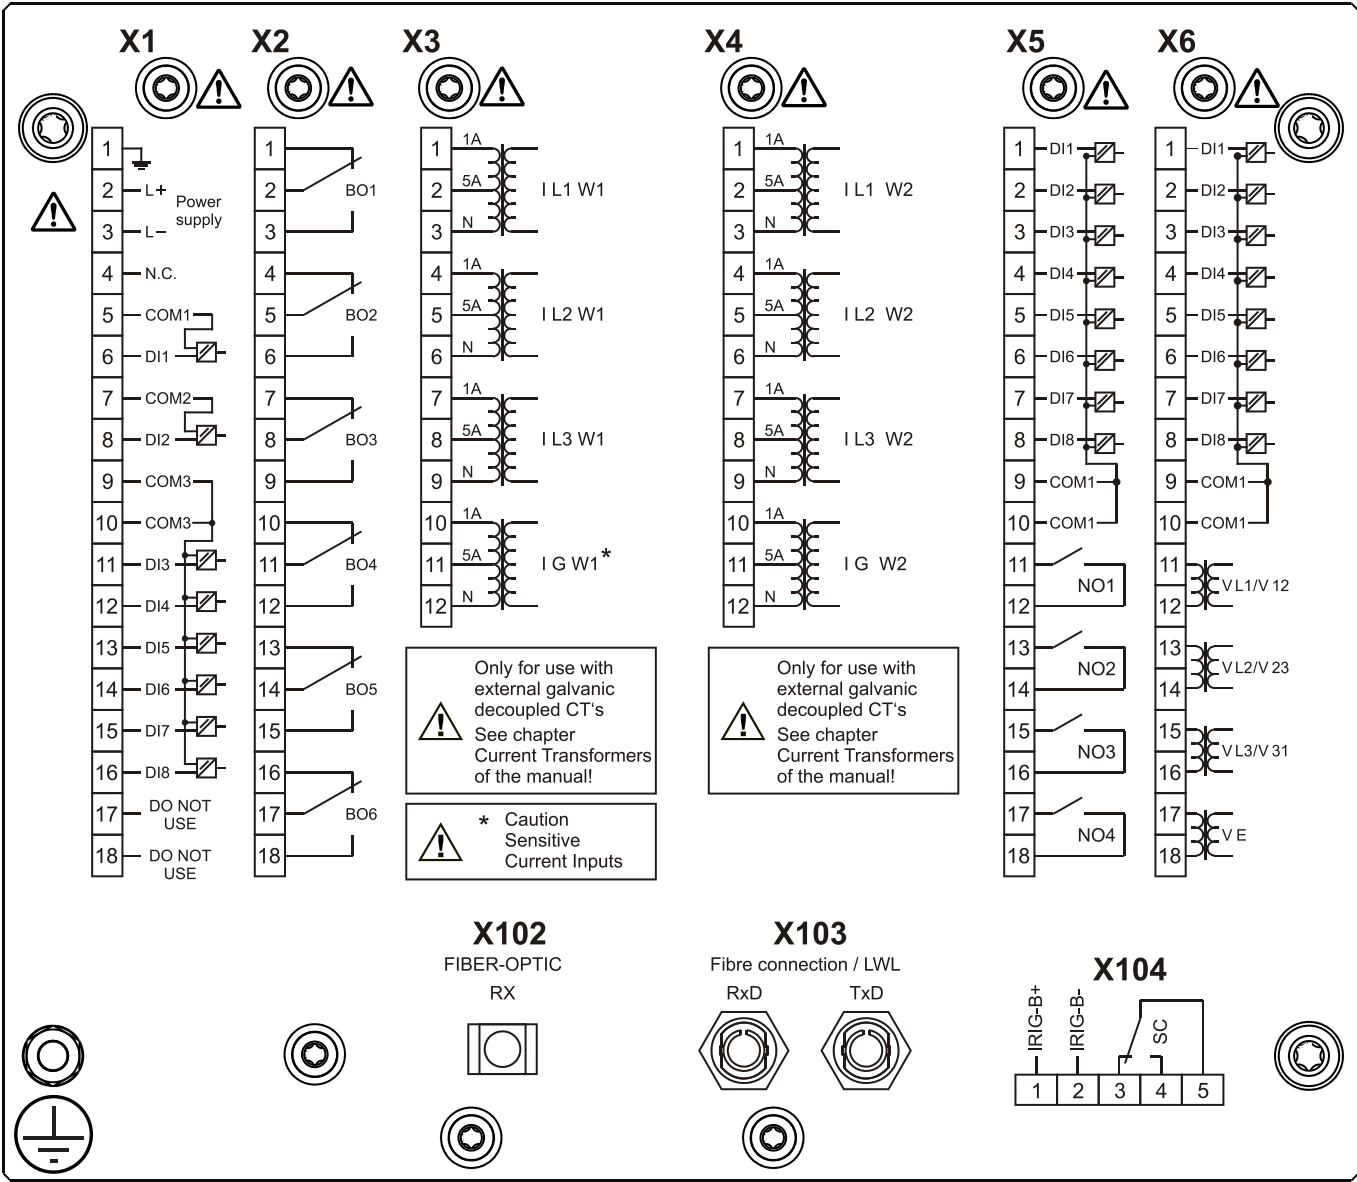 X1
X2
X3
X4
X5
X6
1
2 L+
Power
supply
3 L–
4 N.C.
5 COM1
6 DI1
7 COM2
8 DI2
9 COM3
10 COM3
11 DI3
12 DI4
13 DI5
14 DI6
15 DI7
16 DI8
17 DO NOT
USE
18 DO NOT
USE
1
2 BO1
3
4
5 BO2
6
7
8 BO3
9
10
11 BO4
12
13
14 BO5
15
16
17 BO6
18
1 1A
2 5A I L1 W1
3 N
4 1A
5 5A I L2 W1
6 N
7 1A
8 5A I L3 W1
9 N
10 1A
11 5A I G W1*
12 N
Only for use with
external galvanic
decoupled CT‘s
See chapter
Current Transformers
of the manual!
* Caution
Sensitive
Current Inputs
1 1A
2 5A I L1 W2
3 N
4 1A
5 5A I L2 W2
6 N
7 1A
8 5A I L3 W2
9 N
10 1A
11 5A I G W2
12 N
Only for use with
external galvanic
decoupled CT‘s
See chapter
Current Transformers
of the manual!
1 DI1
2 DI2
3 DI3
4 DI4
5 DI5
6 DI6
7 DI7
8 DI8
9 COM1
10 COM1
11
NO1
12
13
NO2
14
15
NO3
16
17
NO4
18
1 DI1
2 DI2
3 DI3
4 DI4
5 DI5
6 DI6
7 DI7
8 DI8
9 COM1
10 COM1
11
V L1/V 12
12
13
V L2/V 23
14
15
V L3/V 31
16
17
V E
18
X102
FIBER-OPTIC
RX
X103
Fibre connection / LWL
RxD TxD
X104
IRIG-B+
IRIG-B-
SC
1 2 3 4 5